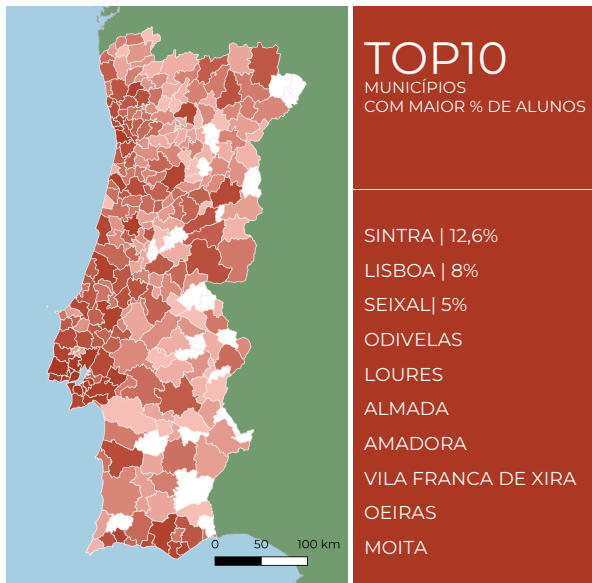 TOP10
MUNICÍPIOS
COM MAIOR % DE ALUNOS
SINTRA | 12,6%
LISBOA | 8%
SEIXAL| 5%
ODIVELAS
LOURES
ALMADA
AMADORA
VILA FRANCA DE XIRA
OEIRAS
MOITA
0 50 100 km